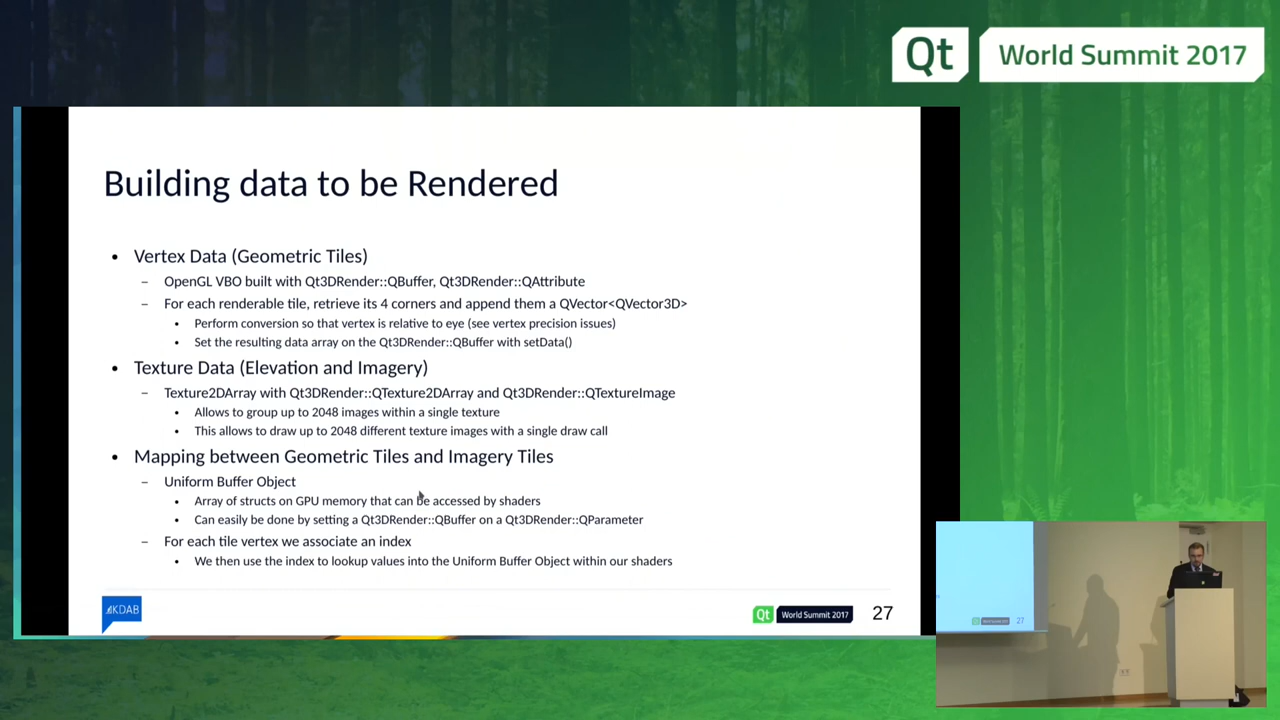 Qt World Summit 2017
Building data to be Rendered
• Vertex Data (Geometric Tiles)
– OpenGL VBO built with Qt3DRender::QBuffer, Qt3DRender::QAttribute
– For each renderable tile, retrieve its 4 corners and append them a QVector<QVector3D>
• Perform conversion so that vertex is relative to eye (see vertex precision issues)
• Set the resulting data array on the Qt3DRender::QBuffer with setData()
• Texture Data (Elevation and Imagery)
– Texture2DArray with Qt3DRender::QTexture2DArray and Qt3DRender::QTextureImage
• Allows to group up to 2048 images within a single texture
• This allows to draw up to 2048 different texture images with a single draw call
• Mapping between Geometric Tiles and Imagery Tiles
– Uniform Buffer Object
• Array of structs on GPU memory that can be accessed by shaders
• Can easily be done by setting a Qt3DRender::QBuffer on a Qt3DRender::QParameter
– For each tile vertex we associate an index
• We then use the index to lookup values into the Uniform Buffer Object within our shaders
KDAB
Qt World Summit 2017 27
27